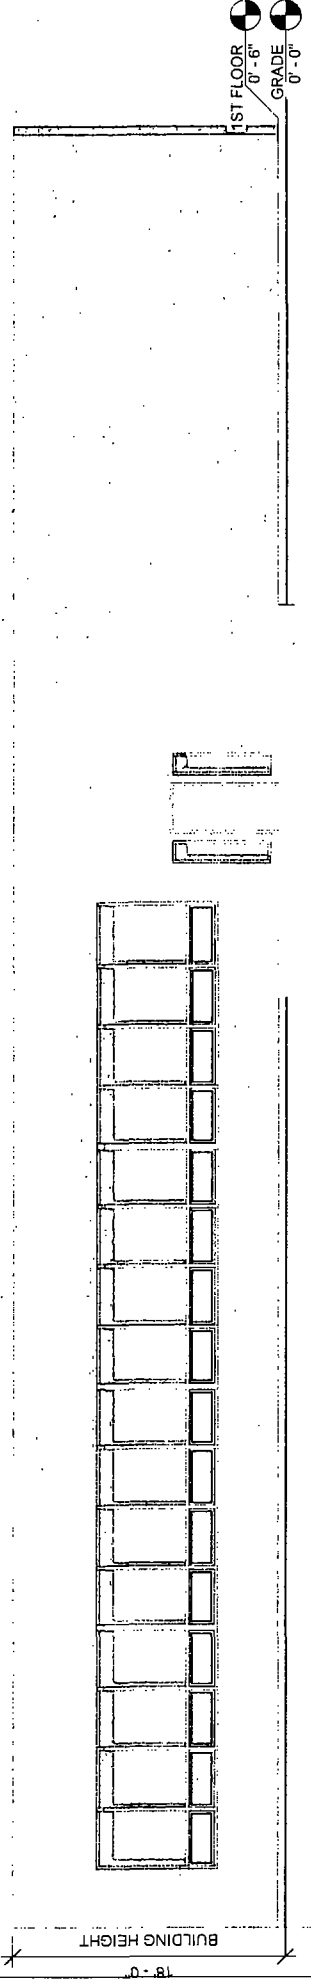 1ST FLOOR
0' - 6"
GRADE
0' - 0"
BUILDING HEIGHT
18' - 0"